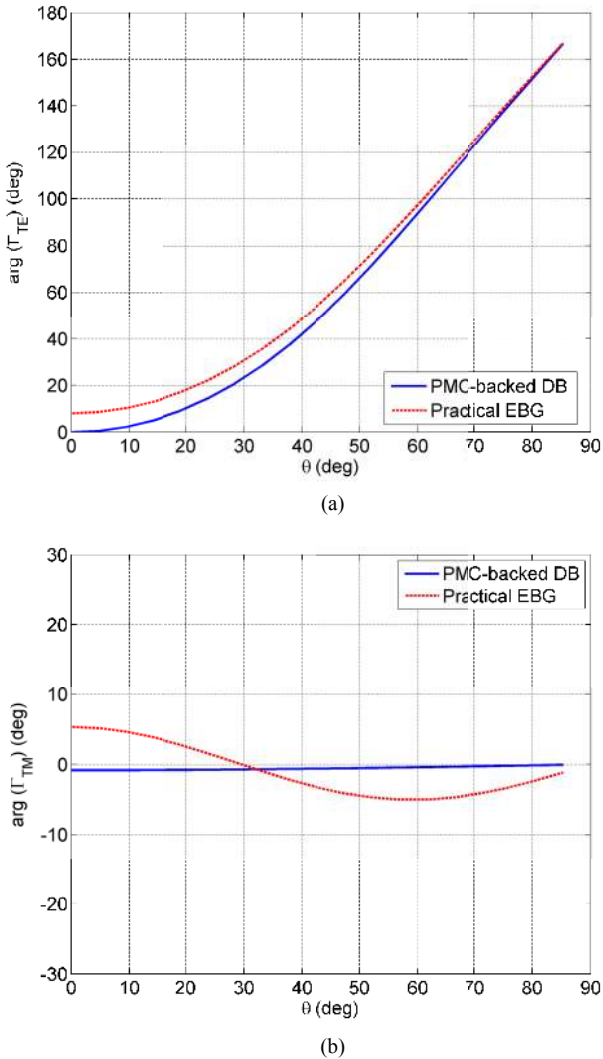 180
160
140
120
100
80
60
40
20
0
arg (Γ_TE) (deg)
PMC-backed DB
Practical EBG
0 10 20 30 40 50 60 70 80 90
θ (deg)
(a)
30
20
10
0
-10
-20
-30
arg (Γ_TM) (deg)
PMC-backed DB
Practical EBG
0 10 20 30 40 50 60 70 80 90
θ (deg)
(b)